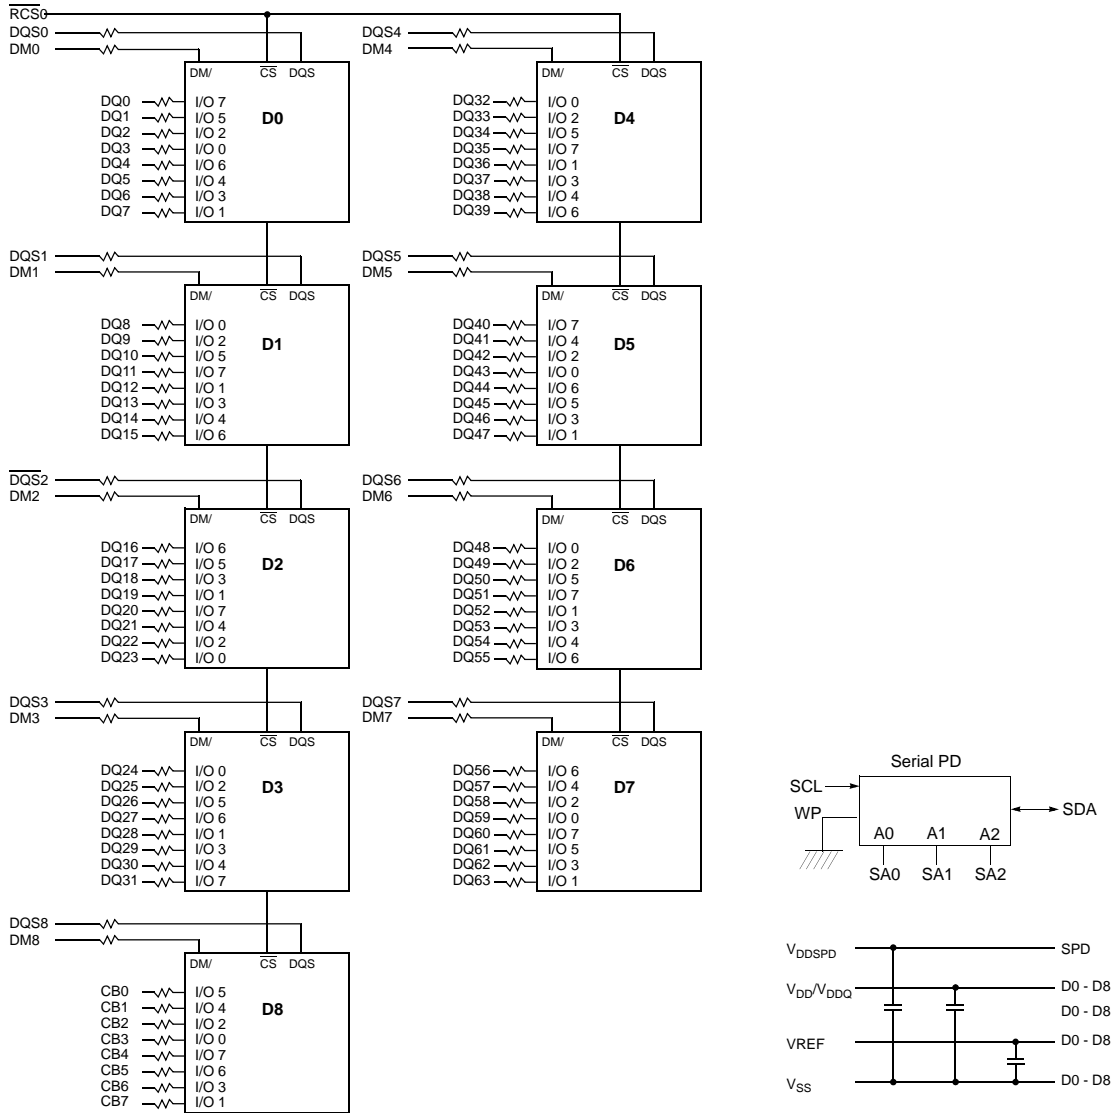 RCS0
DQS0
DM0
DM/ CS DQS
D0
DQ0 I/O 7
DQ1 I/O 5
DQ2 I/O 2
DQ3 I/O 0
DQ4 I/O 6
DQ5 I/O 4
DQ6 I/O 3
DQ7 I/O 1
DQS1
DM1
DM/ CS DQS
D1
DQ8 I/O 0
DQ9 I/O 2
DQ10 I/O 5
DQ11 I/O 7
DQ12 I/O 1
DQ13 I/O 3
DQ14 I/O 4
DQ15 I/O 6
DQS2
DM2
DM/ CS DQS
D2
DQ16 I/O 6
DQ17 I/O 5
DQ18 I/O 3
DQ19 I/O 1
DQ20 I/O 7
DQ21 I/O 4
DQ22 I/O 2
DQ23 I/O 0
DQS3
DM3
DM/ CS DQS
D3
DQ24 I/O 0
DQ25 I/O 2
DQ26 I/O 5
DQ27 I/O 6
DQ28 I/O 1
DQ29 I/O 3
DQ30 I/O 4
DQ31 I/O 7
DQS8
DM8
DM/ CS DQS
D8
CB0 I/O 5
CB1 I/O 4
CB2 I/O 2
CB3 I/O 0
CB4 I/O 7
CB5 I/O 6
CB6 I/O 3
CB7 I/O 1
DQS4
DM4
DM/ CS DQS
D4
DQ32 I/O 0
DQ33 I/O 2
DQ34 I/O 5
DQ35 I/O 7
DQ36 I/O 1
DQ37 I/O 3
DQ38 I/O 4
DQ39 I/O 6
DQS5
DM5
DM/ CS DQS
D5
DQ40 I/O 7
DQ41 I/O 4
DQ42 I/O 2
DQ43 I/O 0
DQ44 I/O 6
DQ45 I/O 5
DQ46 I/O 3
DQ47 I/O 1
DQS6
DM6
DM/ CS DQS
D6
DQ48 I/O 0
DQ49 I/O 2
DQ50 I/O 5
DQ51 I/O 7
DQ52 I/O 1
DQ53 I/O 3
DQ54 I/O 4
DQ55 I/O 6
DQS7
DM7
DM/ CS DQS
D7
DQ56 I/O 6
DQ57 I/O 4
DQ58 I/O 2
DQ59 I/O 0
DQ60 I/O 7
DQ61 I/O 5
DQ62 I/O 3
DQ63 I/O 1
Serial PD
SCL
WP
SDA
A0 A1 A2
SA0 SA1 SA2
VDDSPD SPD
VDD/VDDQ D0 - D8
D0 - D8
VREF D0 - D8
VSS D0 - D8